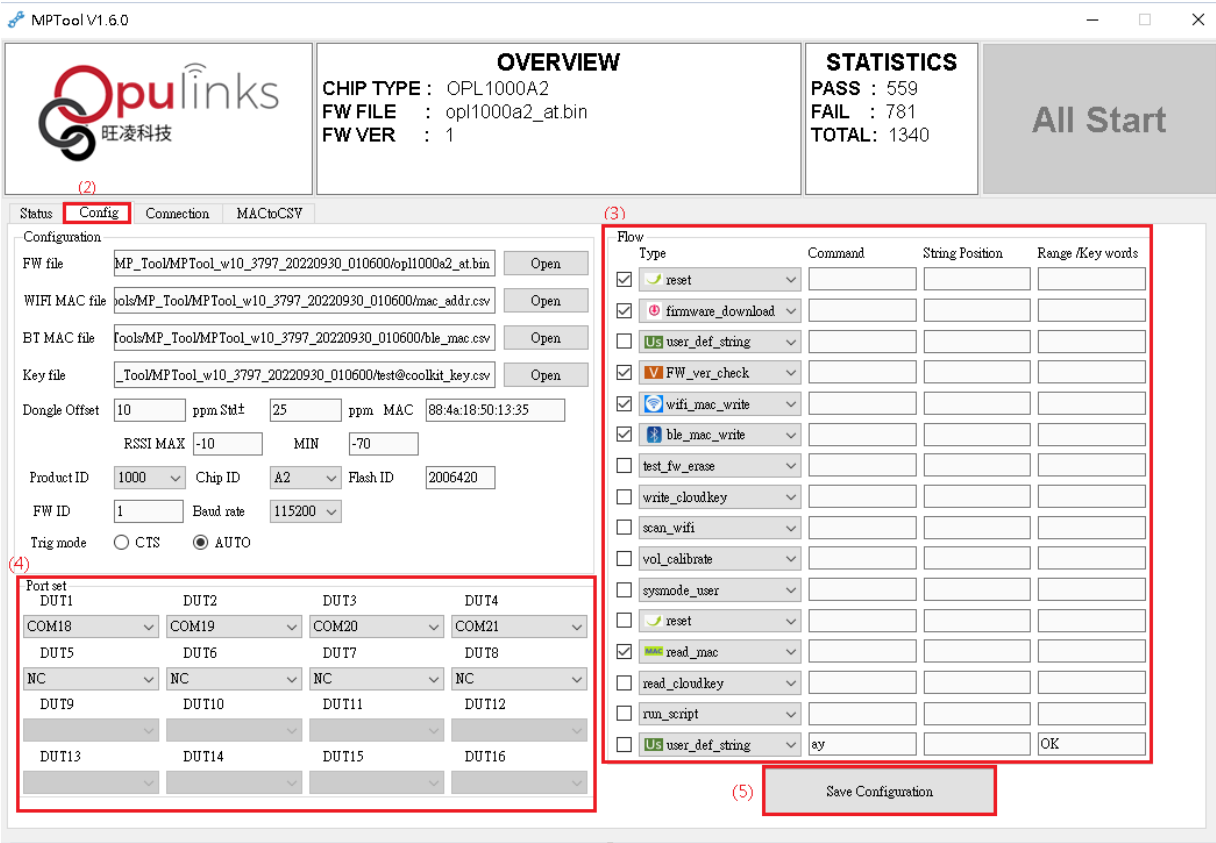 MPTool V1.6.0
Opulinks
旺凌科技
OVERVIEW
CHIP TYPE : OPL1000A2
FW FILE : opl1000a2_at.bin
FW VER : 1
STATISTICS
PASS : 559
FAIL : 781
TOTAL: 1340
All Start
(2)
Status Config Connection MACtoCSV
Configuration
FW file MP_Tool/MPTool_w10_3797_20220930_010600/opl1000a2_at.bin Open
WIFI MAC file ools/MP_Tool/MPTool_w10_3797_20220930_010600/mac_addr.csv Open
BT MAC file Tools/MP_Tool/MPTool_w10_3797_20220930_010600/ble_mac.csv Open
Key file _Tool/MPTool_w10_3797_20220930_010600/test@coolkit_key.csv Open
Dongle Offset 10 ppm Std± 25 ppm MAC 88:4a:18:50:13:35
RSSI MAX -10 MIN -70
Product ID 1000 Chip ID A2 Flash ID 2006420
FW ID 1 Baud rate 115200
Trig mode CTS AUTO
(4)
Port set
DUT1 DUT2 DUT3 DUT4
COM18 COM19 COM20 COM21
DUT5 DUT6 DUT7 DUT8
NC NC NC NC
DUT9 DUT10 DUT11 DUT12
DUT13 DUT14 DUT15 DUT16
(3)
Flow
Type Command String Position Range /Key words
reset
firmware_download
Us user_def_string
V FW_ver_check
wifi_mac_write
ble_mac_write
test_fw_erase
write_cloudkey
scan_wifi
vol_calibrate
sysmode_user
reset
MAC read_mac
read_cloudkey
run_script
Us user_def_string ay OK
(5) Save Configuration